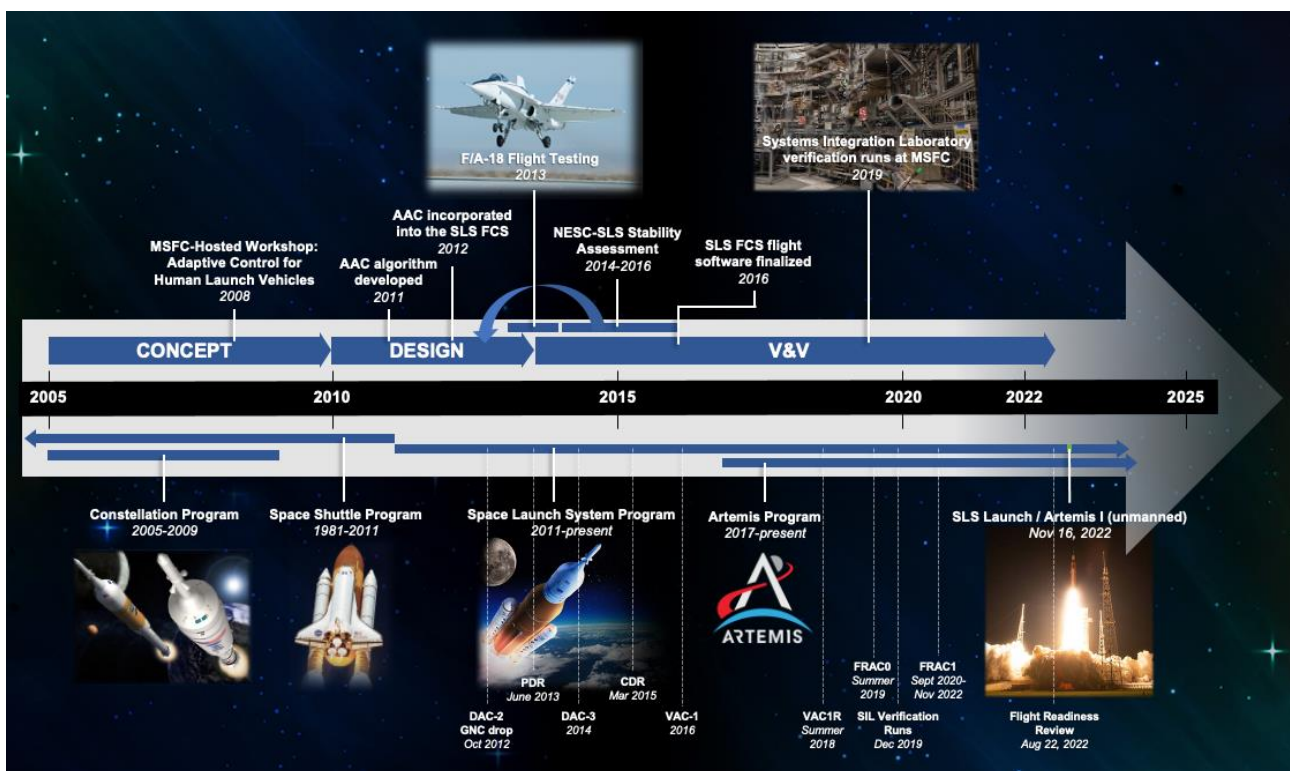 F/A-18 Flight Testing
2013
Systems Integration Laboratory
verification runs at MSFC
2019
MSFC-Hosted Workshop:
Adaptive Control for
Human Launch Vehicles
2008
AAC algorithm
developed
2011
AAC incorporated
into the SLS FCS
2012
NESC-SLS Stability
Assessment
2014-2016
SLS FCS flight
software finalized
2016
CONCEPT
DESIGN
V&V
2005
2010
2015
2020
2022
2025
Constellation Program
2005-2009
Space Shuttle Program
1981-2011
Space Launch System Program
2011-present
Artemis Program
2017-present
SLS Launch / Artemis I (unmanned)
Nov 16, 2022
ARTEMIS
DAC-2
GNC drop
Oct 2012
PDR
June 2013
DAC-3
2014
CDR
Mar 2015
VAC-1
2016
VAC1R
Summer
2018
FRAC0
Summer
2019
SIL Verification
Runs
Dec 2019
FRAC1
Sept 2020-
Nov 2022
Flight Readiness
Review
Aug 22, 2022